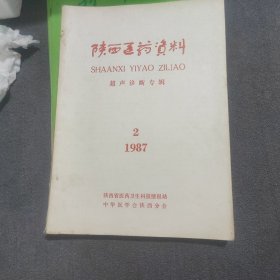 陕西医药资料
SHAANXI YIYAO ZILIAO
超声诊断专辑
2
1987
陕西省医药卫生科技情报站
中华医学会陕西分会